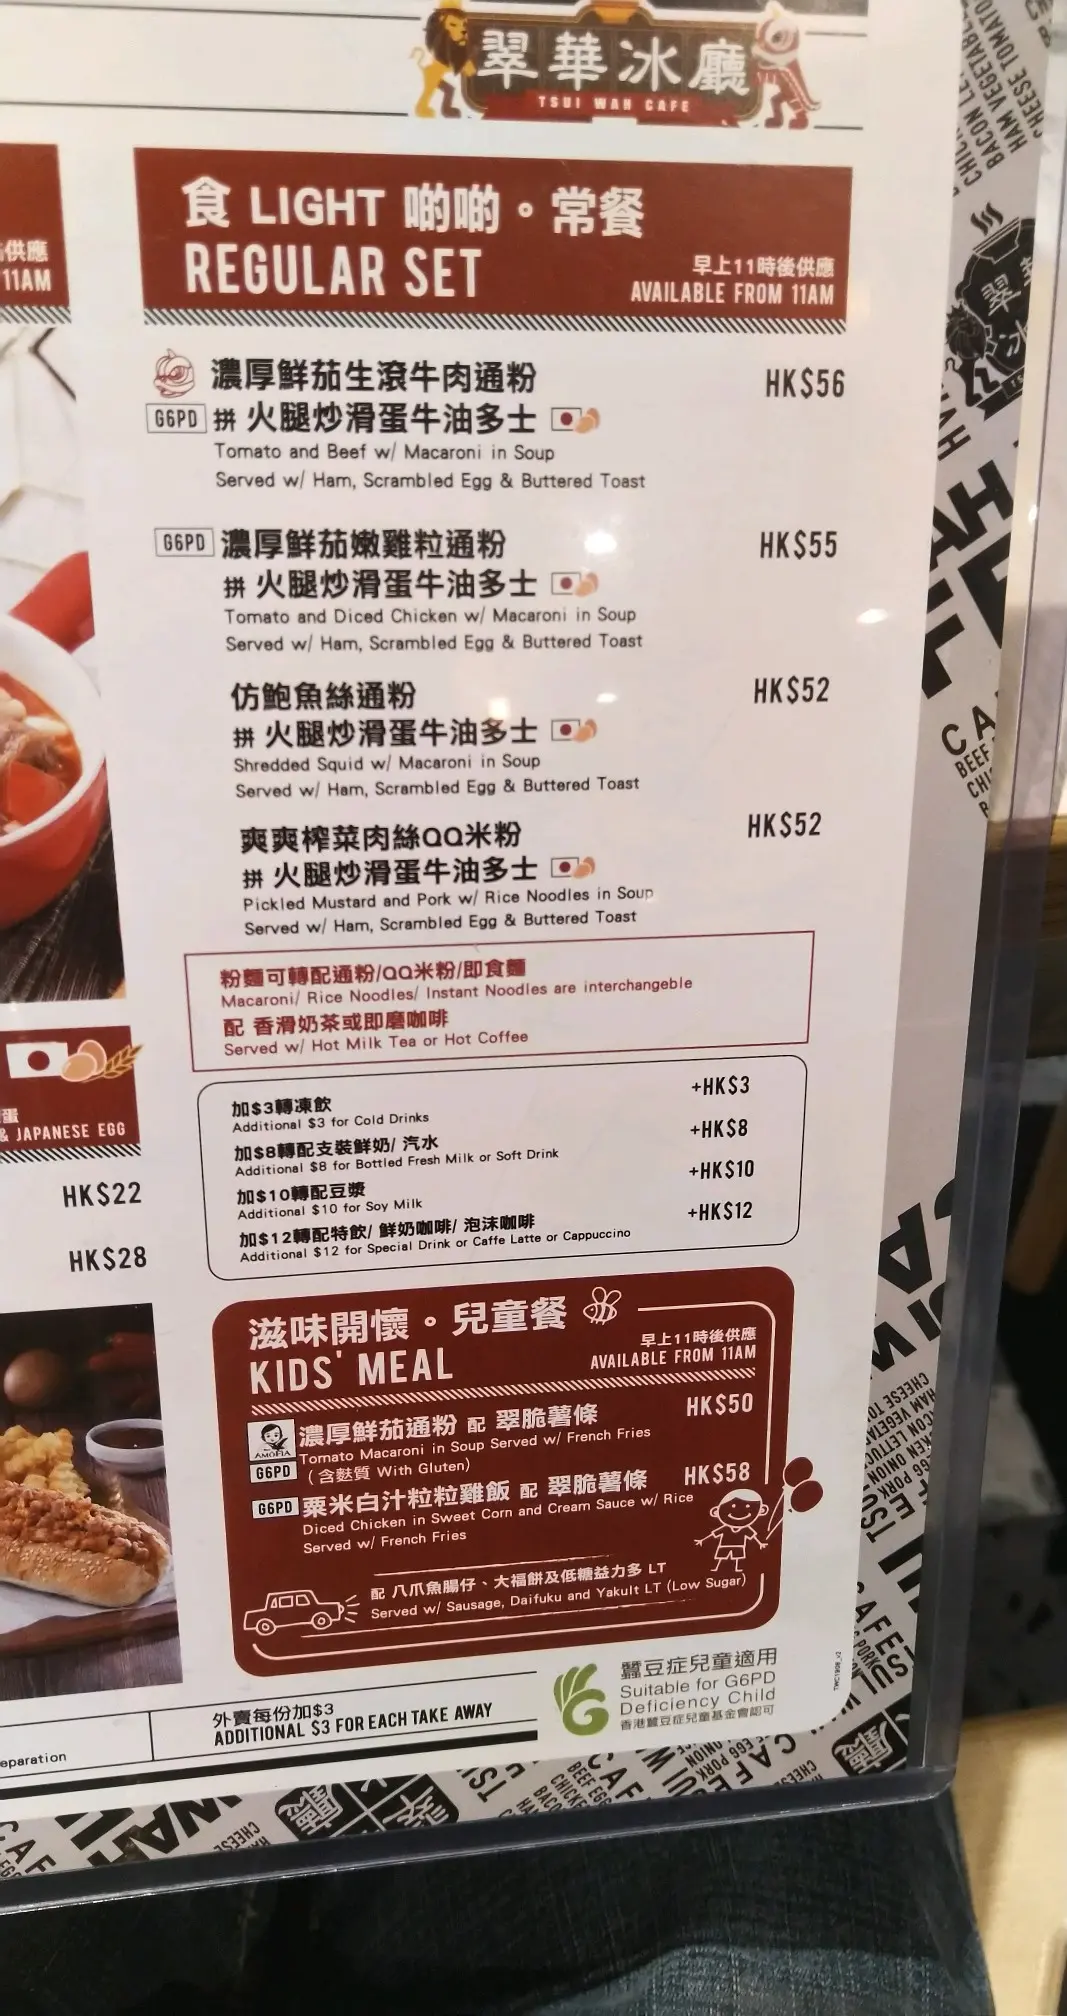 翠華冰廳
TSUI WAH CAFE
食 LIGHT 啲啲。常餐
REGULAR SET
早上11時後供應
AVAILABLE FROM 11AM
供應
11AM
濃厚鮮茄生滾牛肉通粉 HK$56
G6PD 拼 火腿炒滑蛋牛油多士
Tomato and Beef w/ Macaroni in Soup
Served w/ Ham, Scrambled Egg & Buttered Toast
G6PD 濃厚鮮茄嫩雞粒通粉 HK$55
拼 火腿炒滑蛋牛油多士
Tomato and Diced Chicken w/ Macaroni in Soup
Served w/ Ham, Scrambled Egg & Buttered Toast
仿鮑魚絲通粉 HK$52
拼 火腿炒滑蛋牛油多士
Shredded Squid w/ Macaroni in Soup
Served w/ Ham, Scrambled Egg & Buttered Toast
爽爽榨菜肉絲QQ米粉 HK$52
拼 火腿炒滑蛋牛油多士
Pickled Mustard and Pork w/ Rice Noodles in Soup
Served w/ Ham, Scrambled Egg & Buttered Toast
粉麵可轉配通粉/QQ米粉/即食麵
Macaroni/ Rice Noodles/ Instant Noodles are interchangeble
配 香滑奶茶或即磨咖啡
Served w/ Hot Milk Tea or Hot Coffee
加$3轉凍飲 +HK$3
Additional $3 for Cold Drinks
加$8轉配支裝鮮奶/ 汽水 +HK$8
Additional $8 for Bottled Fresh Milk or Soft Drink
加$10轉配豆漿 +HK$10
Additional $10 for Soy Milk
加$12轉配特飲/ 鮮奶咖啡/ 泡沫咖啡 +HK$12
Additional $12 for Special Drink or Caffe Latte or Cappuccino
蛋
& JAPANESE EGG
HK$22
HK$28
滋味開懷。兒童餐
KIDS' MEAL
早上11時後供應
AVAILABLE FROM 11AM
濃厚鮮茄通粉 配 翠脆薯條 HK$50
AMOFIA
Tomato Macaroni in Soup Served w/ French Fries
G6PD (含麩質 With Gluten)
G6PD 粟米白汁粒粒雞飯 配 翠脆薯條 HK$58
Diced Chicken in Sweet Corn and Cream Sauce w/ Rice
Served w/ French Fries
配 八爪魚腸仔、大福餅及低糖益力多 LT
Served w/ Sausage, Daifuku and Yakult LT (Low Sugar)
蠶豆症兒童適用
Suitable for G6PD
Deficiency Child
香港蠶豆症兒童基金會認可
外賣每份加$3
ADDITIONAL $3 FOR EACH TAKE AWAY
eparation